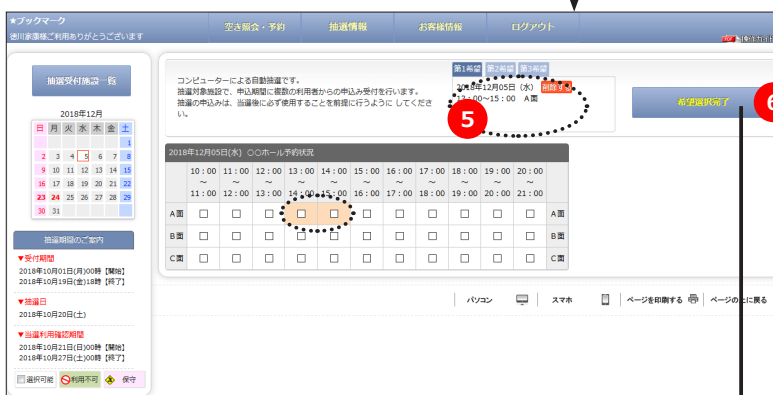 ★ブックマーク
徳川家康様ご利用ありがとうございます
空き照会・予約 抽選情報 お客様情報 ログアウト
操作ガイド
抽選受付施設一覧
2018年12月
日 月 火 水 木 金 土
1
2 3 4 5 6 7 8
9 10 11 12 13 14 15
16 17 18 19 20 21 22
23 24 25 26 27 28 29
30 31
抽選期間のご案内
▼受付期間
2018年10月01日(月)00時【開始】
2018年10月19日(金)18時【終了】
▼抽選日
2018年10月20日(土)
▼当選利用確認期間
2018年10月21日(日)00時【開始】
2018年10月27日(土)00時【終了】
選択可能 利用不可 保守
コンピューターによる自動抽選です。
抽選対象施設で、申込期間に複数の利用者からの申込み受付を行います。
抽選の申込みは、当選後に必ず使用することを前提に行うように してくださ
い。
第1希望 第2希望 第3希望
2018年12月05日 (水) 削除する
13:00～15:00 A面
5
希望選択完了
6
2018年12月05日(水) 〇〇ホール予約状況
10:00 11:00 12:00 13:00 14:00 15:00 16:00 17:00 18:00 19:00 20:00
～ ～ ～ ～ ～ ～ ～ ～ ～ ～ ～
11:00 12:00 13:00 14:00 15:00 16:00 17:00 18:00 19:00 20:00 21:00
A面 A面
B面 B面
C面 C面
パソコン スマホ ページを印刷する ページの上に戻る